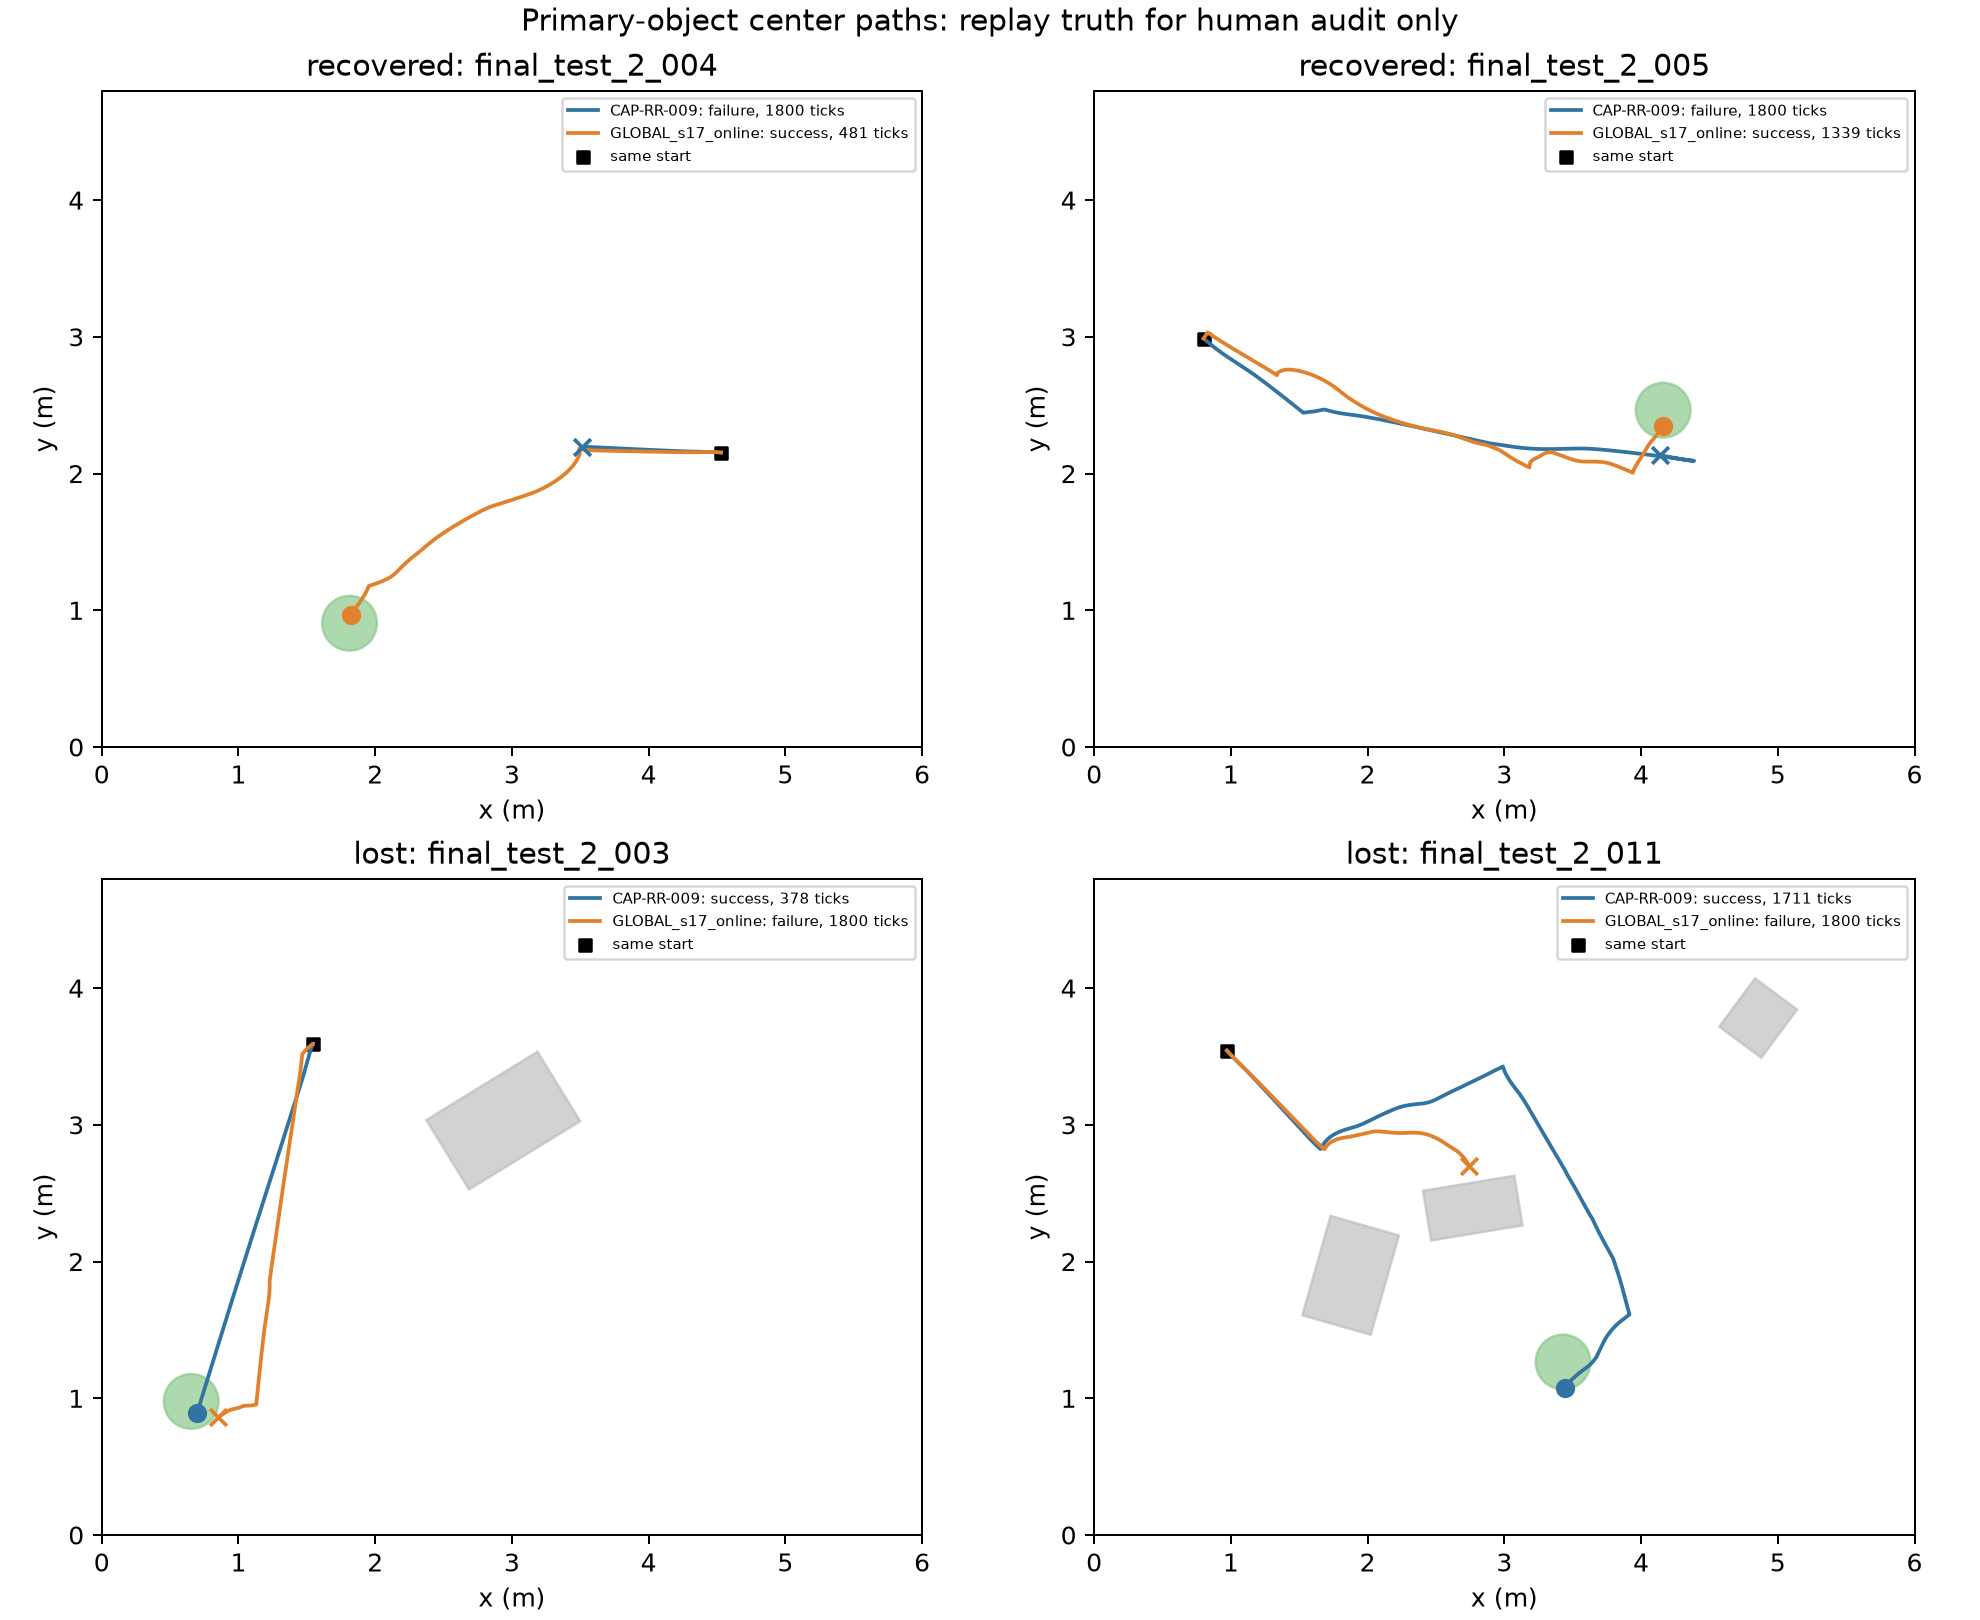 Primary-object center paths: replay truth for human audit only
recovered: final_test_2_004
CAP-RR-009: failure, 1800 ticks
GLOBAL_s17_online: success, 481 ticks
same start
4
3
2
1
0
y (m)
0 1 2 3 4 5 6
x (m)
recovered: final_test_2_005
CAP-RR-009: failure, 1800 ticks
GLOBAL_s17_online: success, 1339 ticks
same start
4
3
2
1
0
y (m)
0 1 2 3 4 5 6
x (m)
lost: final_test_2_003
CAP-RR-009: success, 378 ticks
GLOBAL_s17_online: failure, 1800 ticks
same start
4
3
2
1
0
y (m)
0 1 2 3 4 5 6
x (m)
lost: final_test_2_011
CAP-RR-009: success, 1711 ticks
GLOBAL_s17_online: failure, 1800 ticks
same start
4
3
2
1
0
y (m)
0 1 2 3 4 5 6
x (m)